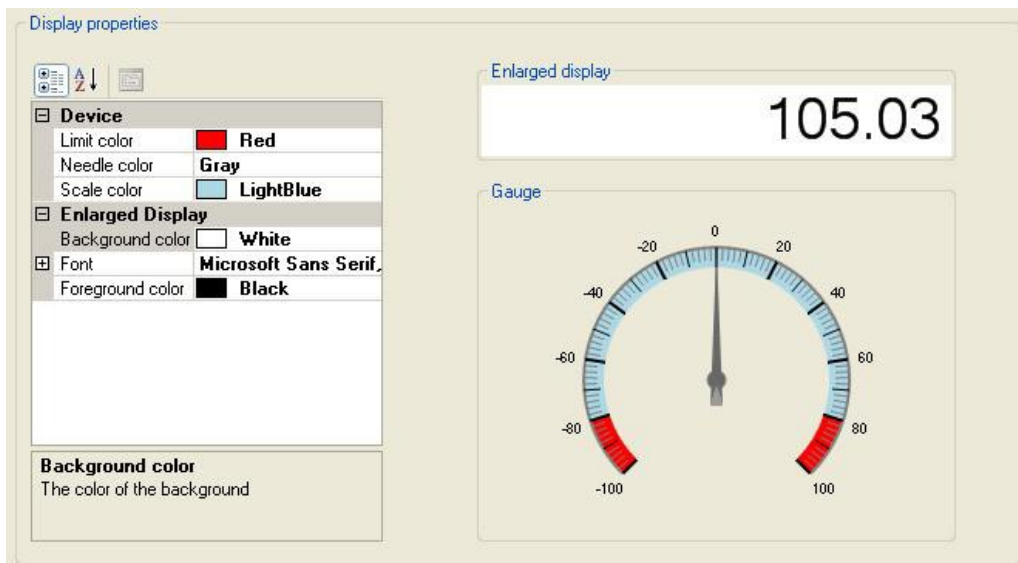 Display properties
Device
Limit color Red
Needle color Gray
Scale color LightBlue
Enlarged Display
Background color White
Font Microsoft Sans Serif,
Foreground color Black
Background color
The color of the background
Enlarged display
105.03
Gauge
0
-20 20
-40 40
-60 60
-80 80
-100 100